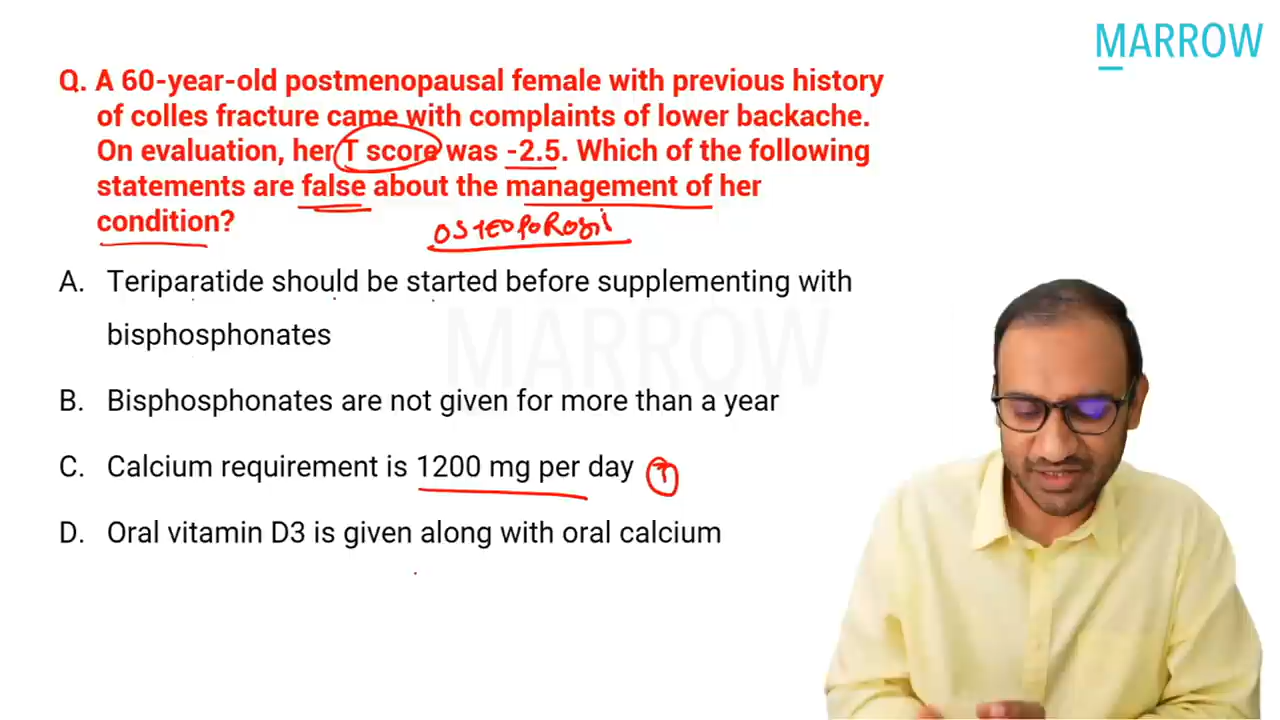 MARROW
Q. A 60-year-old postmenopausal female with previous history
of colles fracture came with complaints of lower backache.
On evaluation, her T score was -2.5. Which of the following
statements are false about the management of her
condition?
OSTEOPOROSIS
A. Teriparatide should be started before supplementing with
bisphosphonates
MARROW
B. Bisphosphonates are not given for more than a year
C. Calcium requirement is 1200 mg per day T
D. Oral vitamin D3 is given along with oral calcium